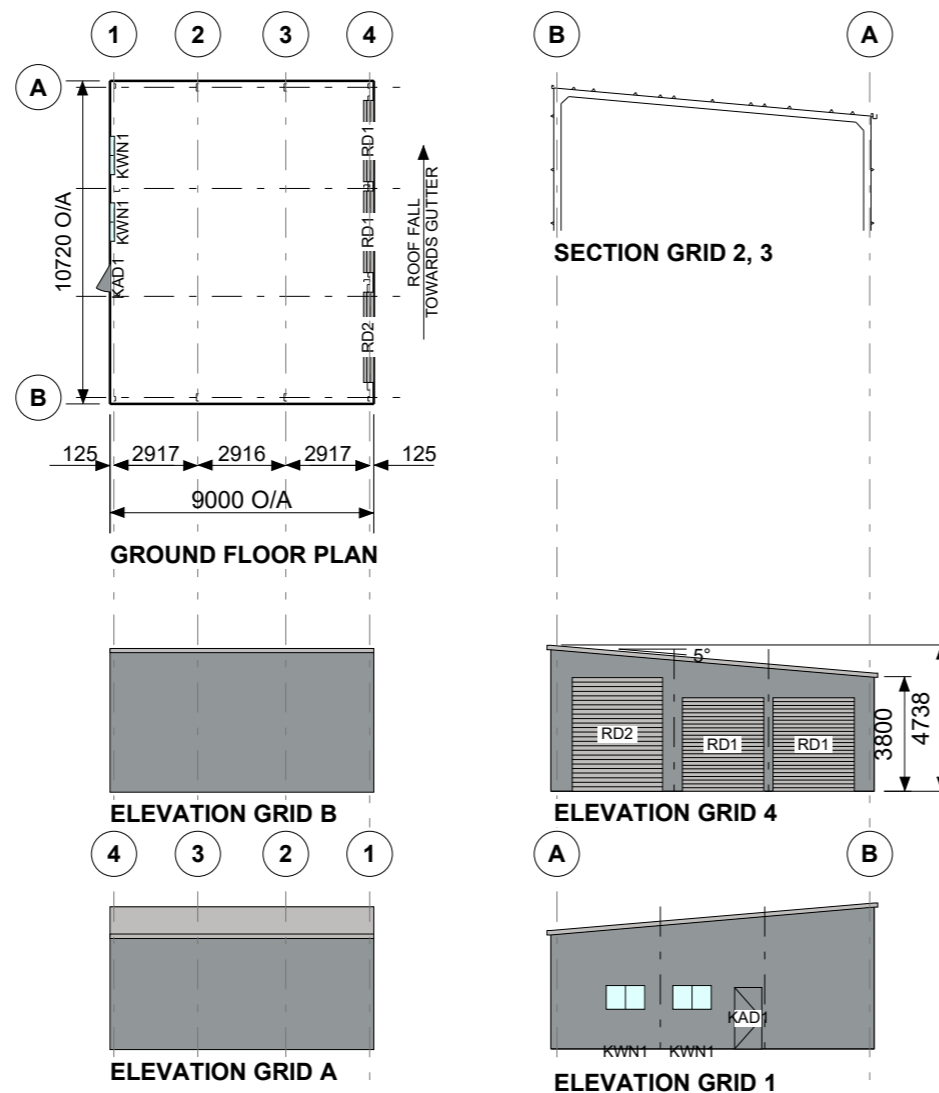 1 2 3 4
A
B
KWN1
KWN1
KAD1
RD1
RD1
RD2
10720 O/A
ROOF FALL
TOWARDS GUTTER
125 2917 2916 2917 125
9000 O/A
GROUND FLOOR PLAN
B A
SECTION GRID 2, 3
ELEVATION GRID B
5°
RD2 RD1 RD1
3800
4738
ELEVATION GRID 4
4 3 2 1
ELEVATION GRID A
A B
KAD1
KWN1 KWN1
ELEVATION GRID 1